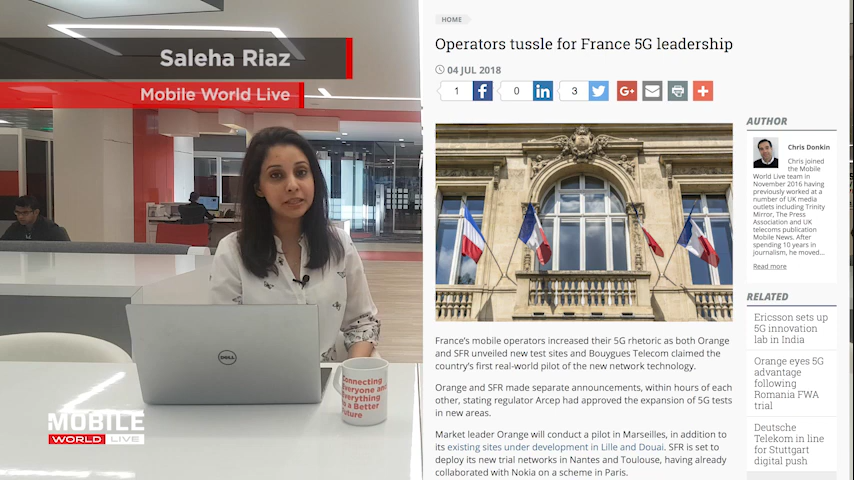 Saleha Riaz
Mobile World Live
DELL
Connecting
Everyone and
Everything
to a Better
Future
MOBILE
WORLD LIVE
HOME
Operators tussle for France 5G leadership
04 JUL 2018
1
0
3
France's mobile operators increased their 5G rhetoric as both Orange
and SFR unveiled new test sites and Bouygues Telecom claimed the
country's first real-world pilot of the new network technology.
Orange and SFR made separate announcements, within hours of each
other, stating regulator Arcep had approved the expansion of 5G tests
in new areas.
Market leader Orange will conduct a pilot in Marseilles, in addition to
its existing sites under development in Lille and Douai. SFR is set to
deploy its new trial networks in Nantes and Toulouse, having already
collaborated with Nokia on a scheme in Paris.
AUTHOR
Chris Donkin
Chris joined
the Mobile
World Live team in
November 2016 having
previously worked at a
number of UK media
outlets including Trinity
Mirror, The Press
Association and UK
telecoms publication
Mobile News. After
spending 10 years in
journalism, he moved...
Read more
RELATED
Ericsson sets up
5G innovation
lab in India
Orange eyes 5G
advantage
following
Romania FWA
trial
Deutsche
Telekom in line
for Stuttgart
digital push